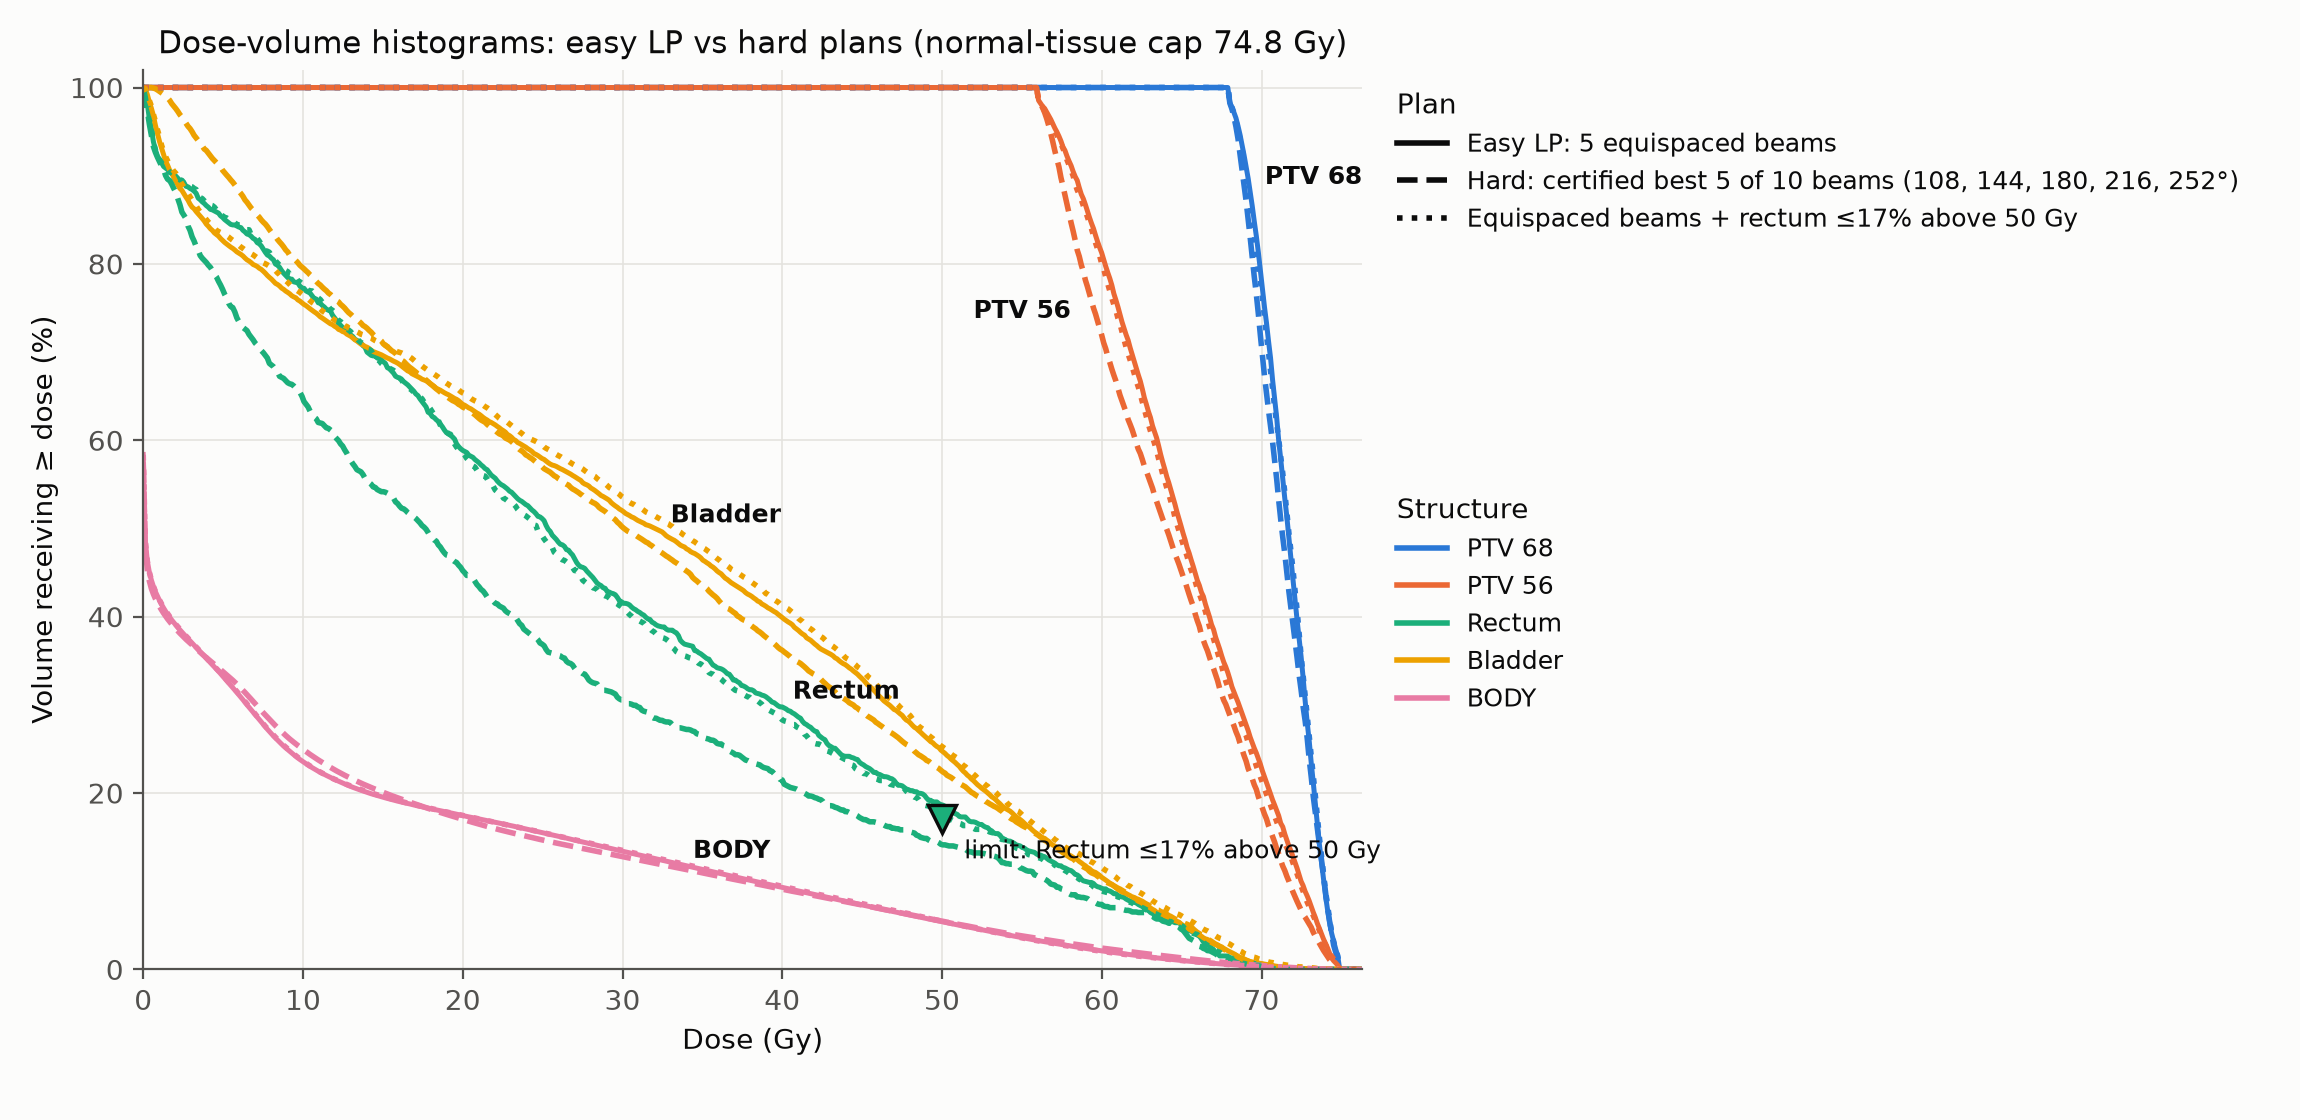 Dose-volume histograms: easy LP vs hard plans (normal-tissue cap 74.8 Gy)
Volume receiving ≥ dose (%)
100
80
60
40
20
0
0 10 20 30 40 50 60 70
Dose (Gy)
PTV 68
PTV 56
Bladder
Rectum
BODY
limit: Rectum ≤17% above 50 Gy
Plan
Easy LP: 5 equispaced beams
Hard: certified best 5 of 10 beams (108, 144, 180, 216, 252°)
Equispaced beams + rectum ≤17% above 50 Gy
Structure
PTV 68
PTV 56
Rectum
Bladder
BODY